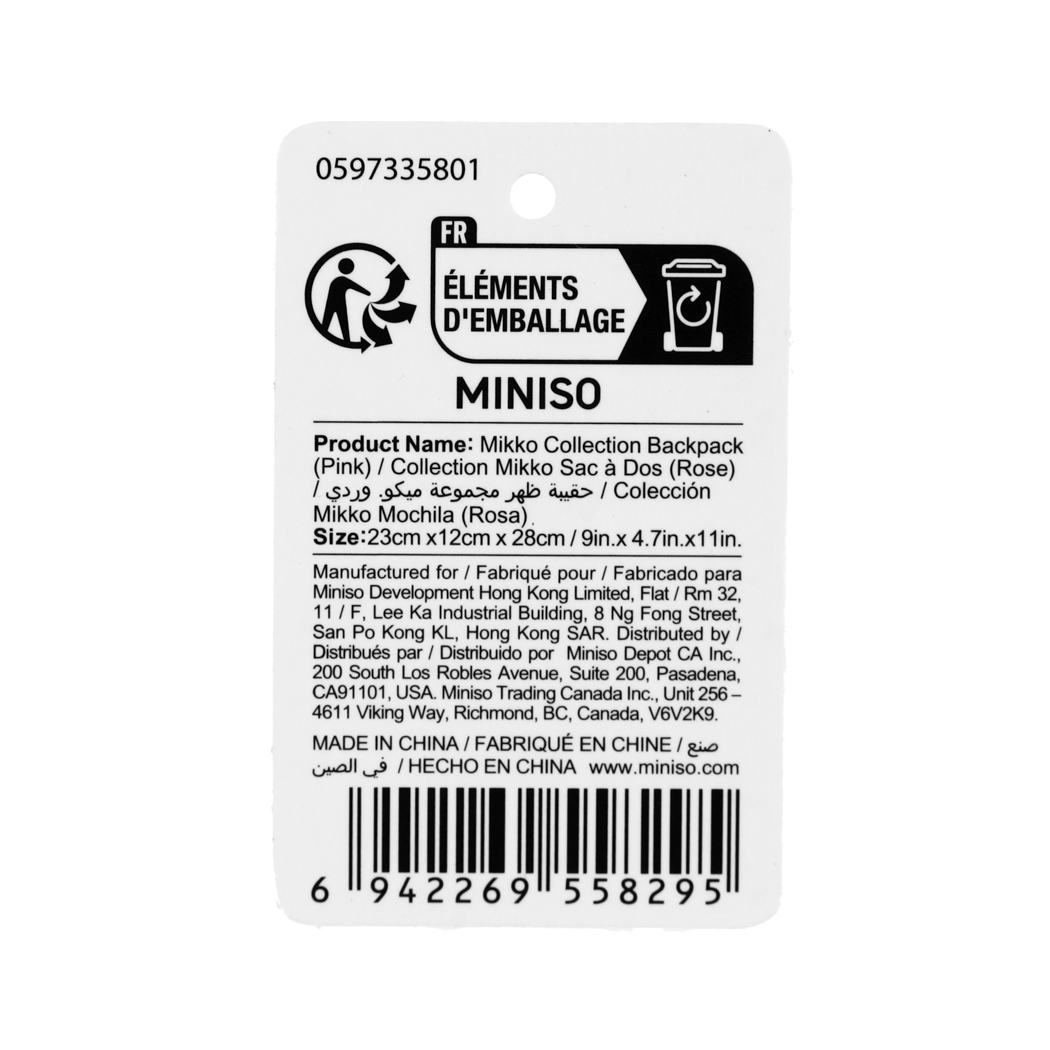 0597335801
FR
ÉLÉMENTS
D'EMBALLAGE
MINISO
Product Name: Mikko Collection Backpack
(Pink) / Collection Mikko Sac à Dos (Rose)
/ حقيبة ظهر مجموعة ميكو. وردي / Colección
Mikko Mochila (Rosa)
Size:23cm x12cm x 28cm / 9in.x 4.7in.x11in.
Manufactured for / Fabriqué pour / Fabricado para
Miniso Development Hong Kong Limited, Flat / Rm 32,
11 / F, Lee Ka Industrial Building, 8 Ng Fong Street,
San Po Kong KL, Hong Kong SAR. Distributed by /
Distribués par / Distribuido por Miniso Depot CA Inc.,
200 South Los Robles Avenue, Suite 200, Pasadena,
CA91101, USA. Miniso Trading Canada Inc., Unit 256 –
4611 Viking Way, Richmond, BC, Canada, V6V2K9.
MADE IN CHINA / FABRIQUÉ EN CHINE / صنع
في الصين / HECHO EN CHINA www.miniso.com
6 942269 558295